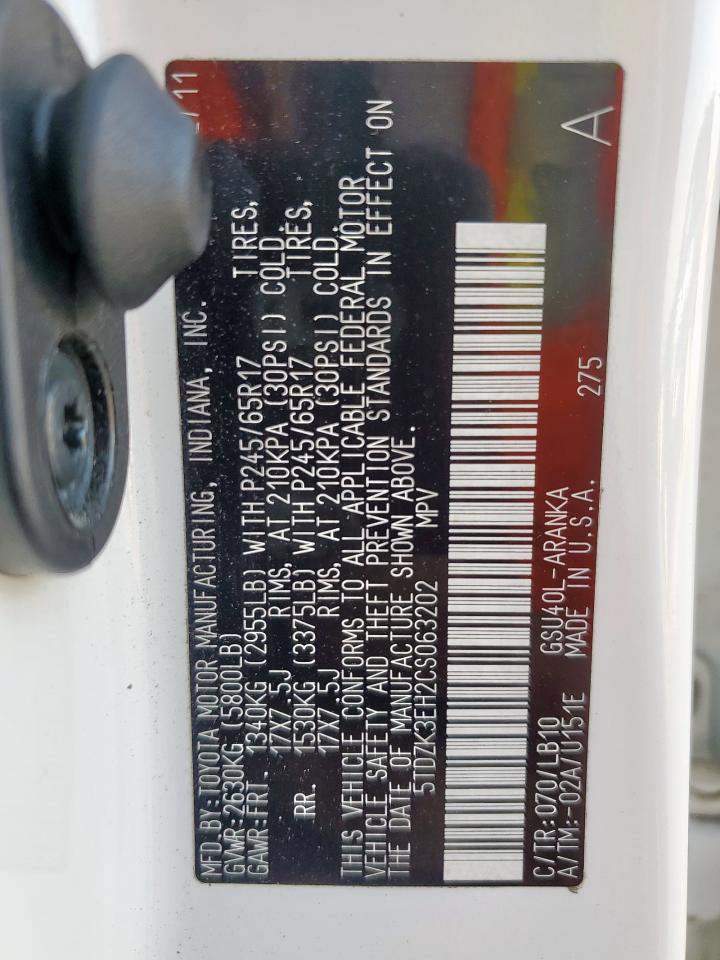 MFD. BY: TOYOTA MOTOR MANUFACTURING, INDIANA, INC. /11
GVWR: 2630KG (5800LB)
GAWR: FRT. 1340KG (2955LB) WITH P245/65R17 TIRES,
17X7.5J RIMS, AT 210KPA (30PSI) COLD.
RR. 1530KG (3375LB) WITH P245/65R17 TIRES,
17X7.5J RIMS, AT 210KPA (30PSI) COLD.
THIS VEHICLE CONFORMS TO ALL APPLICABLE FEDERAL MOTOR
VEHICLE SAFETY AND THEFT PREVENTION STANDARDS IN EFFECT ON
THE DATE OF MANUFACTURE SHOWN ABOVE.
5TDZK3EH2CS063202 MPV
C/TR: 070/LB10 GSU40L-ARANKA
A/TM:-02A/U151E MADE IN U.S.A. 275 A